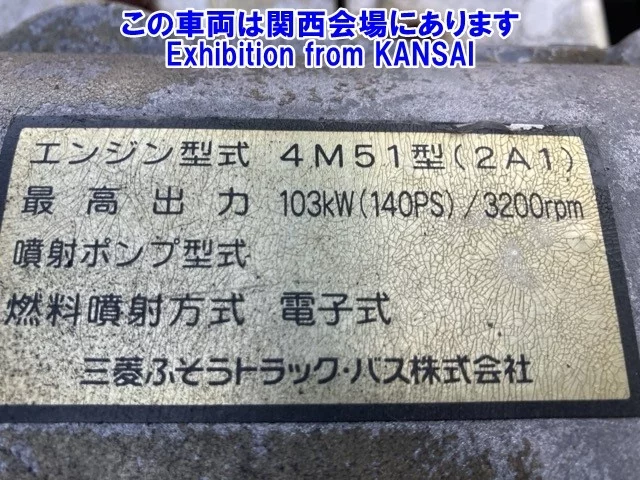 この車両は関西会場にあります
Exhibition from KANSAI
エンジン型式 4M51型(2A1)
最高出力 103kW(140PS)/3200rpm
噴射ポンプ型式
燃料噴射方式 電子式
三菱ふそうトラック・バス株式会社